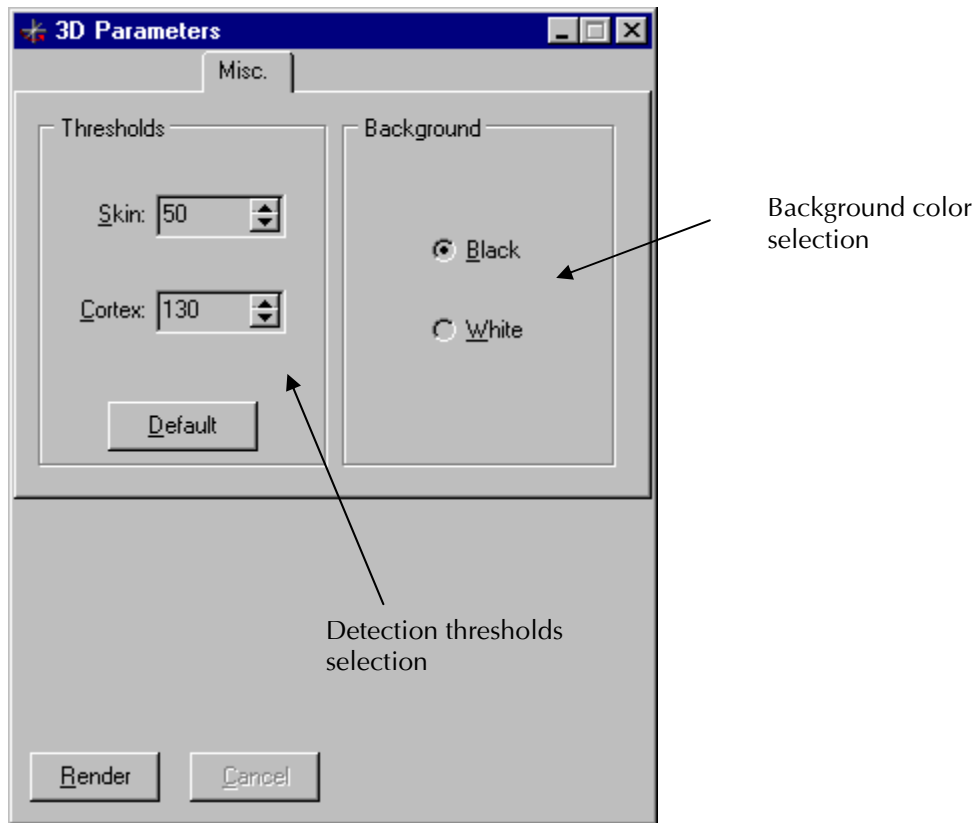 3D Parameters
Misc.
Thresholds
Skin: 50
Cortex: 130
Default
Background
Black
White
Background color
selection
Detection thresholds
selection
Render
Cancel